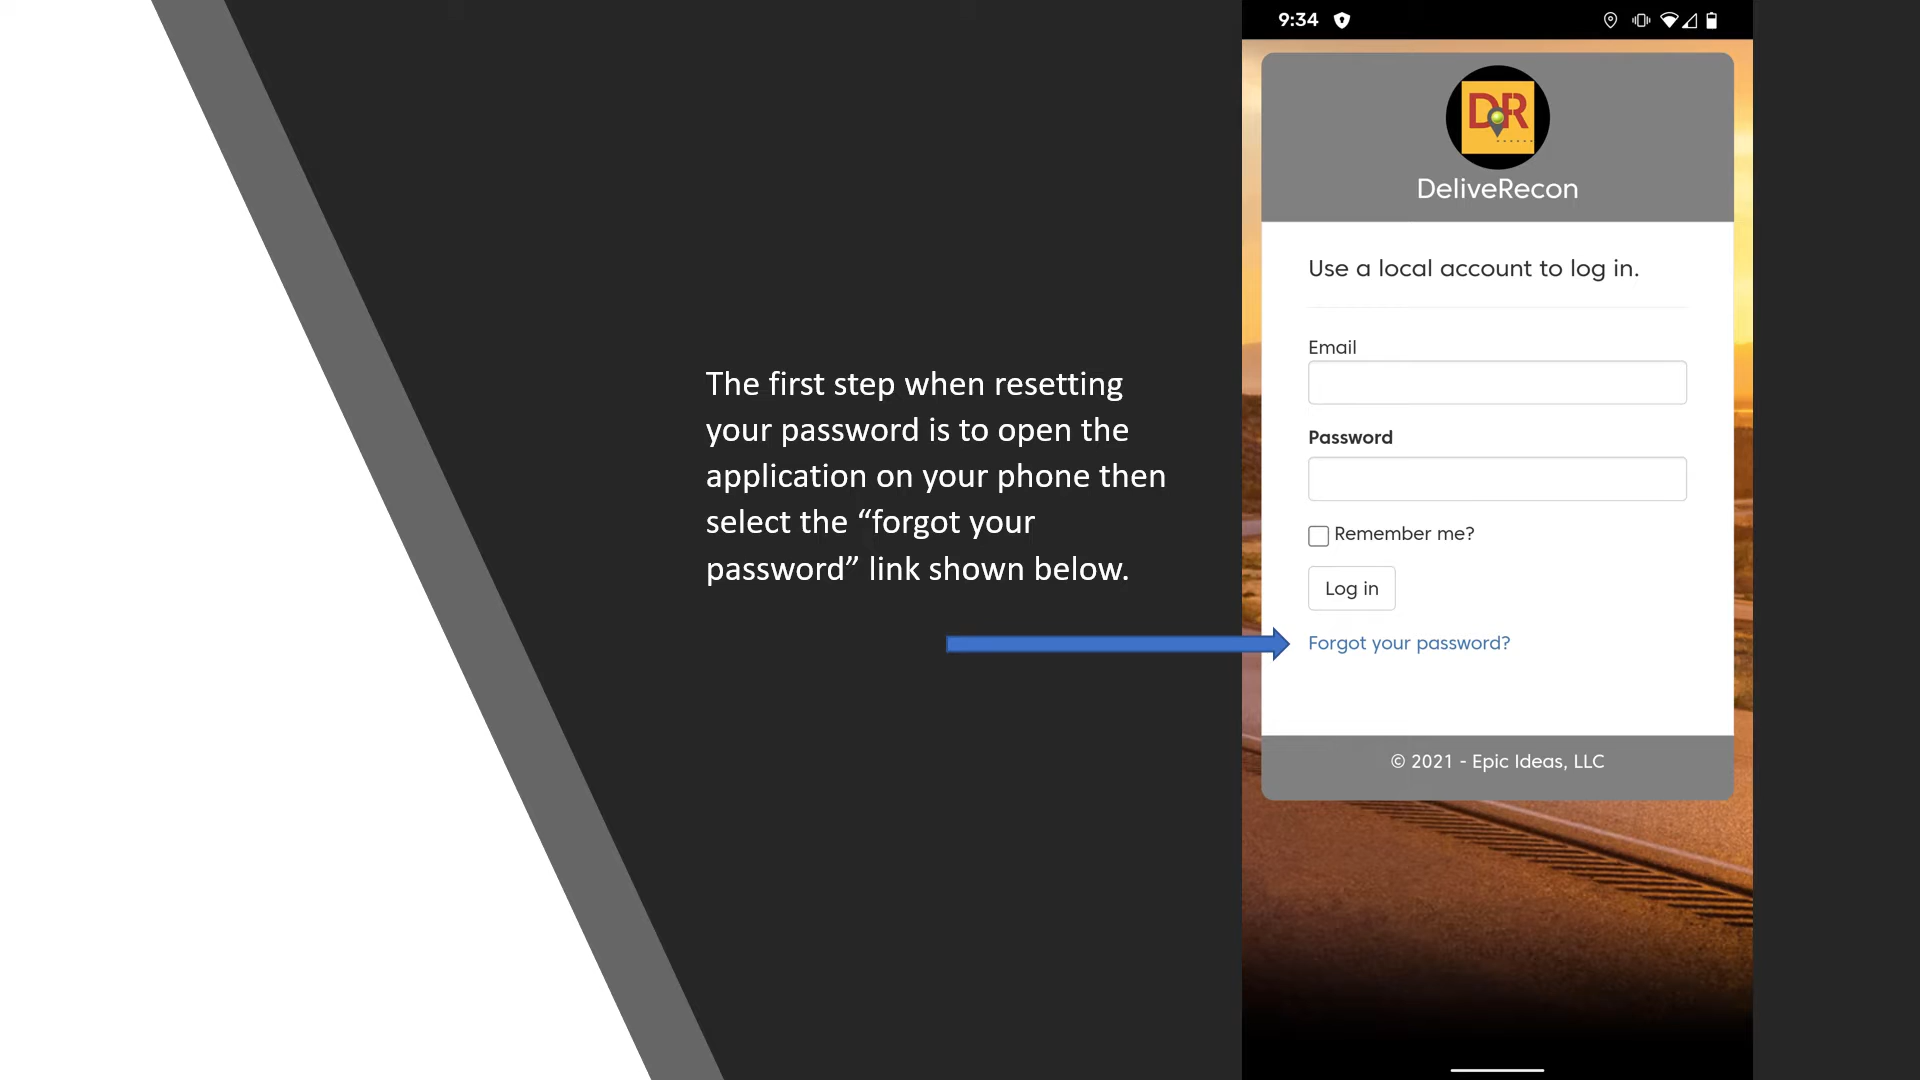 The first step when resetting
your password is to open the
application on your phone then
select the “forgot your
password” link shown below.
9:34
DR
DeliveRecon
Use a local account to log in.
Email
Password
Remember me?
Log in
Forgot your password?
© 2021 - Epic Ideas, LLC